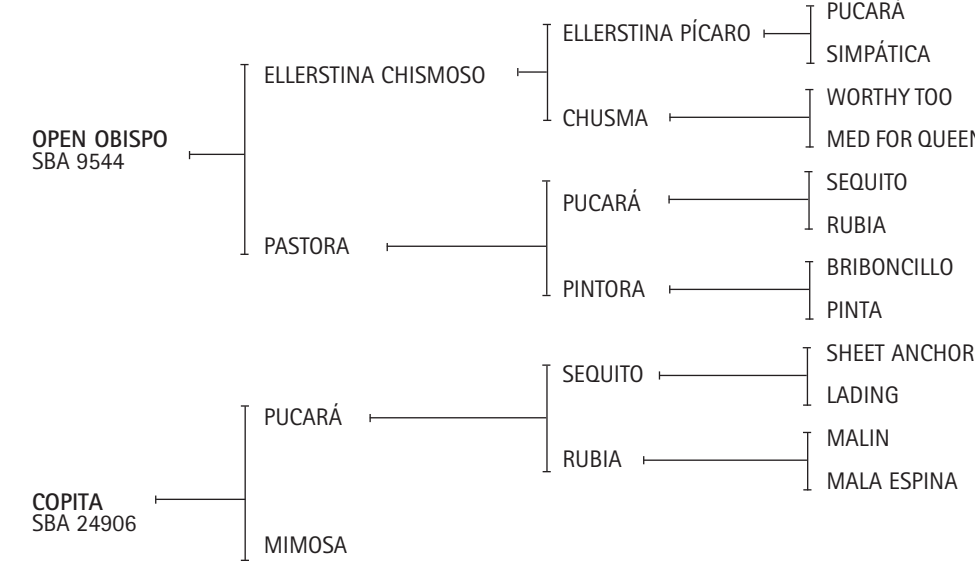 OPEN OBISPO
SBA 9544
ELLERSTINA CHISMOSO
ELLERSTINA PÍCARO
PUCARÁ
SIMPÁTICA
CHUSMA
WORTHY TOO
MED FOR QUEEN
PASTORA
PUCARÁ
SEQUITO
RUBIA
PINTORA
BRIBONCILLO
PINTA
COPITA
SBA 24906
PUCARÁ
SEQUITO
SHEET ANCHOR
LADING
RUBIA
MALIN
MALA ESPINA
MIMOSA